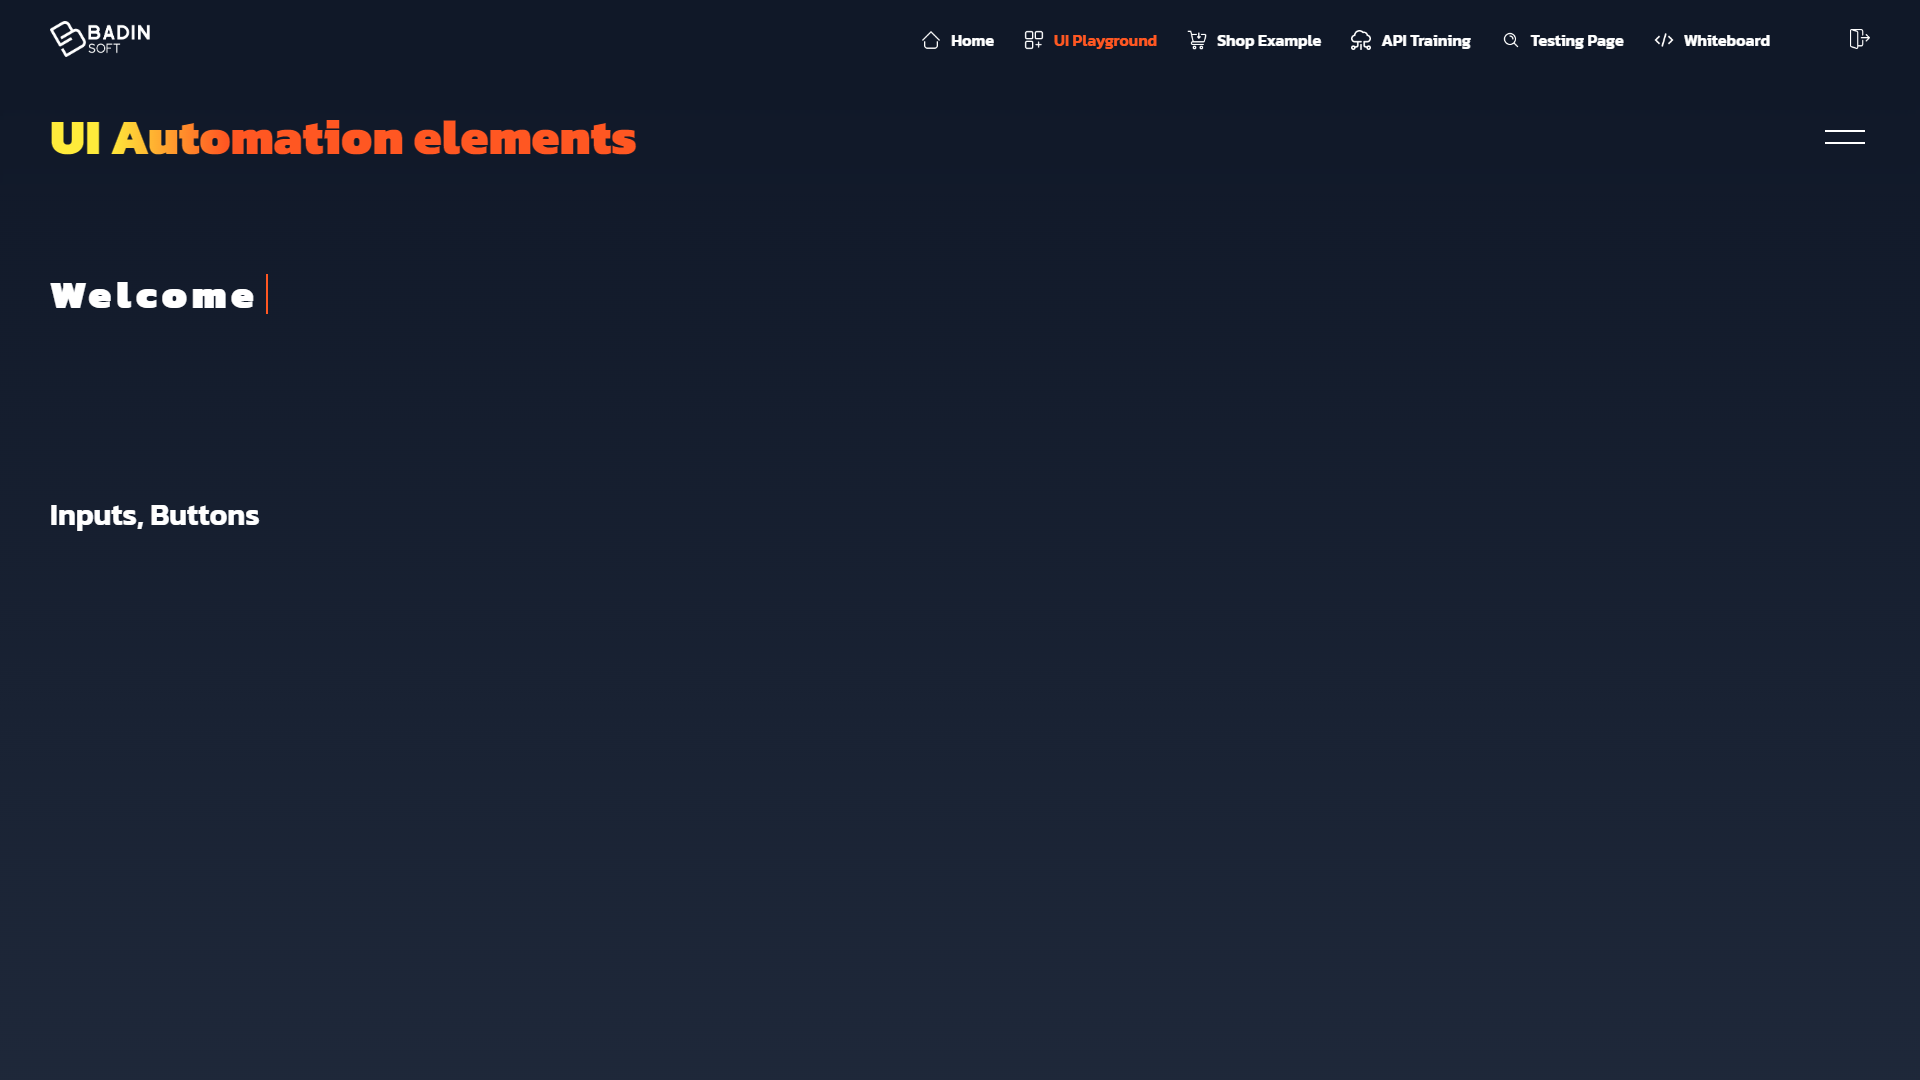 BADIN
SOFT
Home
UI Playground
Shop Example
API Training
Testing Page
Whiteboard
UI Automation elements
Welcome
Inputs, Buttons